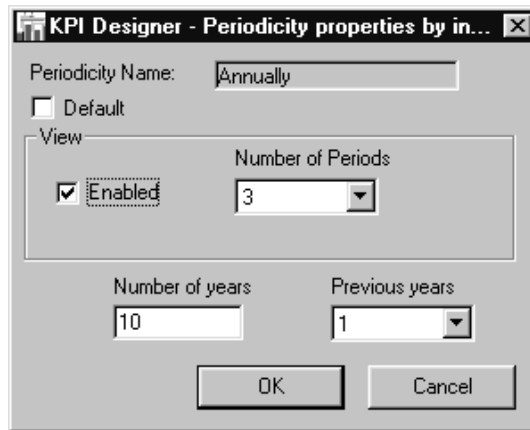 KPI Designer - Periodicity properties by in...
Periodicity Name: Annually
Default
View
Number of Periods
Enabled 3
Number of years Previous years
10 1
OK Cancel